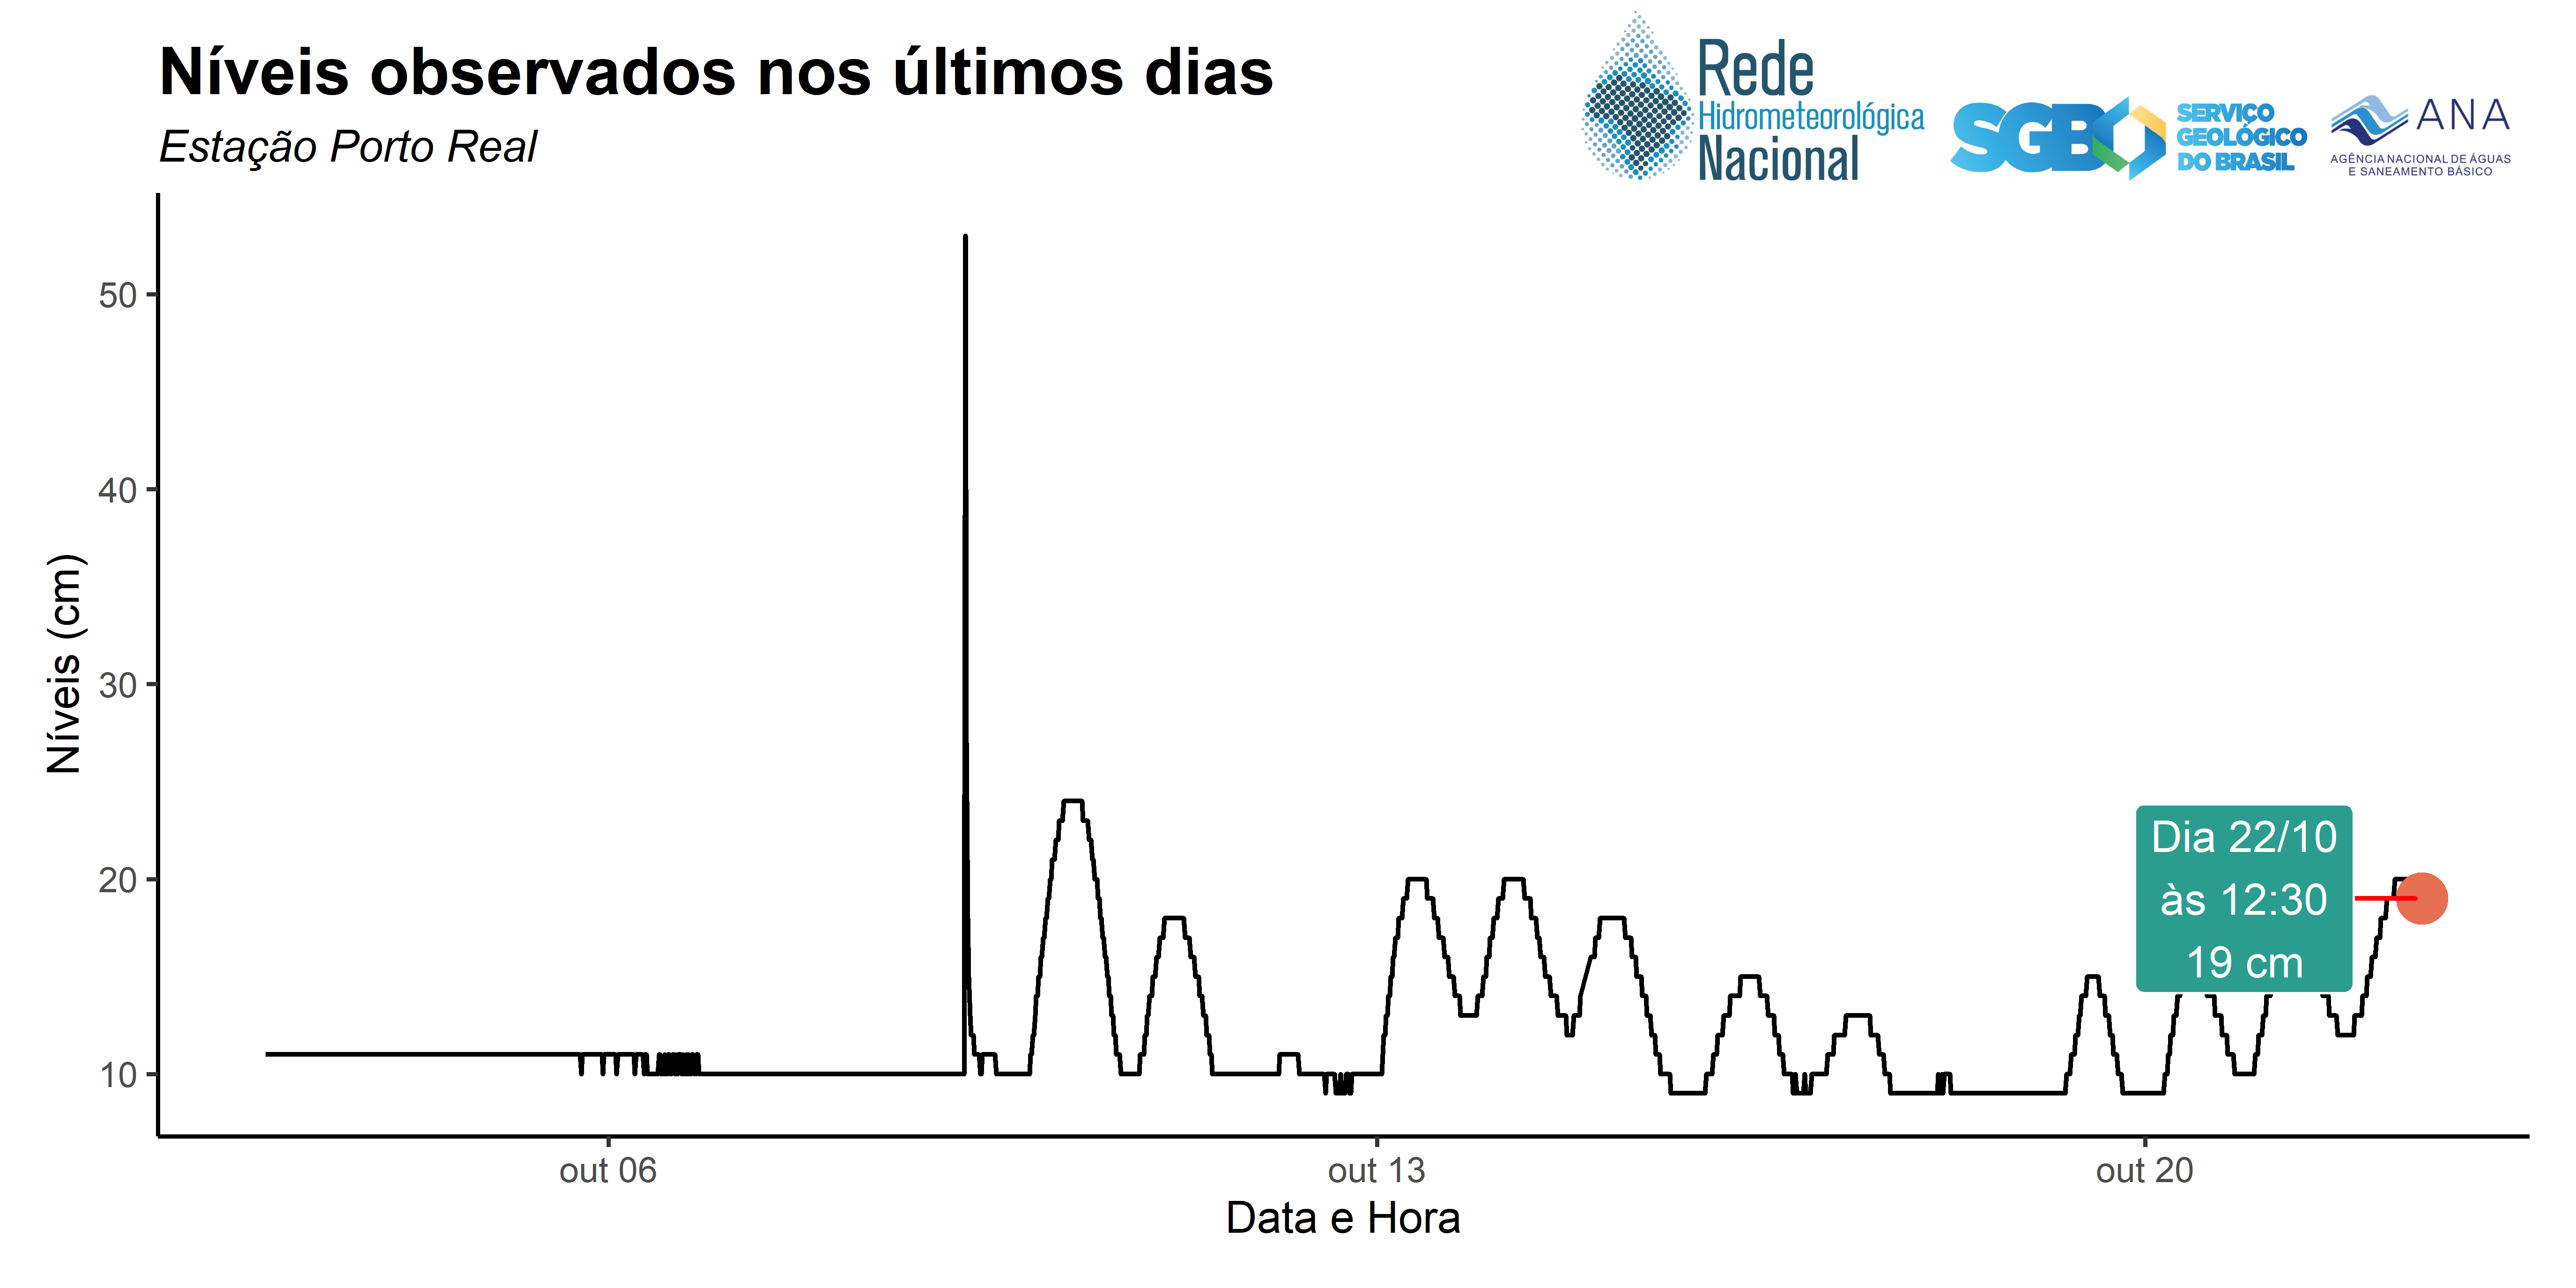 Níveis observados nos últimos dias
Estação Porto Real
Rede
Hidrometeorológica
Nacional
SGB
SERVIÇO
GEOLÓGICO
DO BRASIL
ANA
AGÊNCIA NACIONAL DE ÁGUAS
E SANEAMENTO BÁSICO
Níveis (cm)
50
40
30
20
10
Dia 22/10
às 12:30
19 cm
out 06
out 13
out 20
Data e Hora